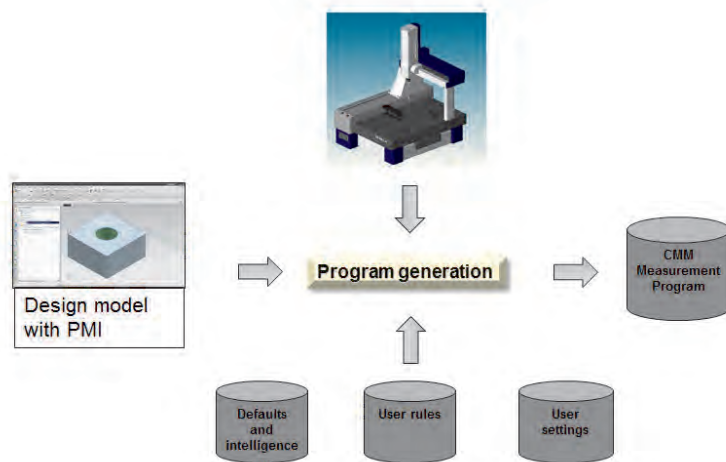 Program generation
CMM
Measurement
Program
Design model
with PMI
Defaults
and
intelligence
User rules
User
settings